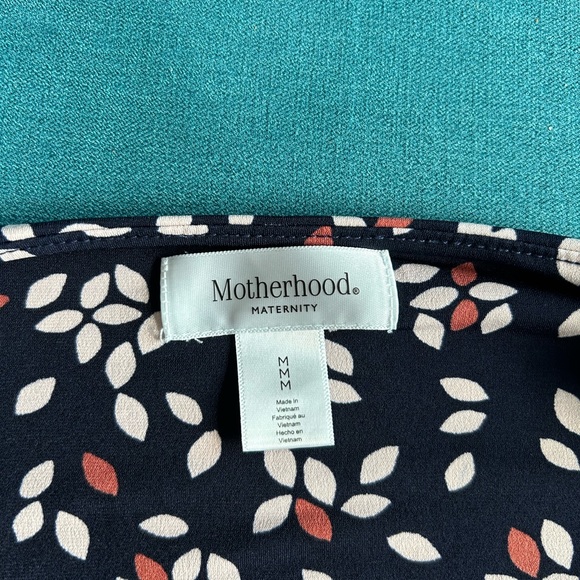 Motherhood®
MATERNITY
M
M
M
Made in
Vietnam
Fabriqué au
Vietnam
Hecho en
Vietnam